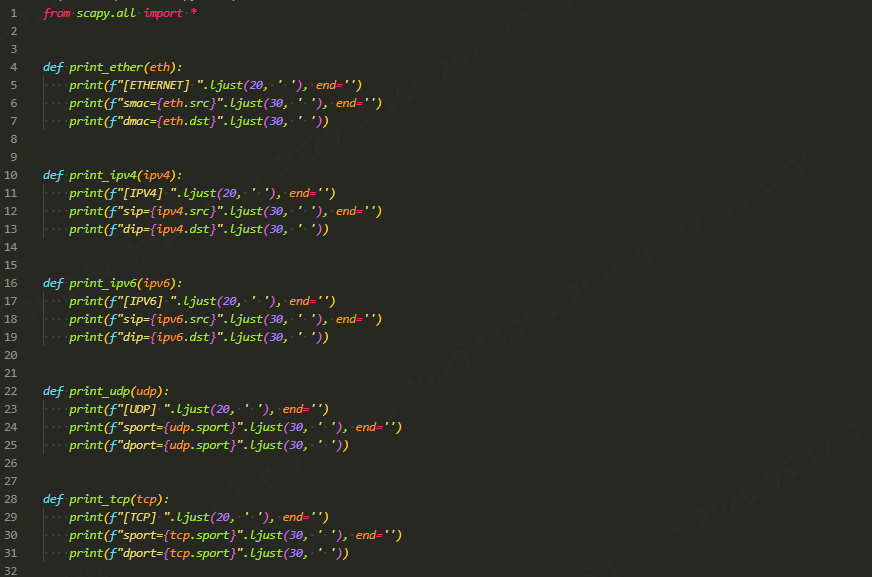 1 from scapy.all import *
2
3
4 def print_ether(eth):
5     print(f"[ETHERNET] ".ljust(20, ' '), end='')
6     print(f"smac={eth.src}".ljust(30, ' '), end='')
7     print(f"dmac={eth.dst}".ljust(30, ' '))
8
9
10 def print_ipv4(ipv4):
11     print(f"[IPV4] ".ljust(20, ' '), end='')
12     print(f"sip={ipv4.src}".ljust(30, ' '), end='')
13     print(f"dip={ipv4.dst}".ljust(30, ' '))
14
15
16 def print_ipv6(ipv6):
17     print(f"[IPV6] ".ljust(20, ' '), end='')
18     print(f"sip={ipv6.src}".ljust(30, ' '), end='')
19     print(f"dip={ipv6.dst}".ljust(30, ' '))
20
21
22 def print_udp(udp):
23     print(f"[UDP] ".ljust(20, ' '), end='')
24     print(f"sport={udp.sport}".ljust(30, ' '), end='')
25     print(f"dport={udp.sport}".ljust(30, ' '))
26
27
28 def print_tcp(tcp):
29     print(f"[TCP] ".ljust(20, ' '), end='')
30     print(f"sport={tcp.sport}".ljust(30, ' '), end='')
31     print(f"dport={tcp.sport}".ljust(30, ' '))
32